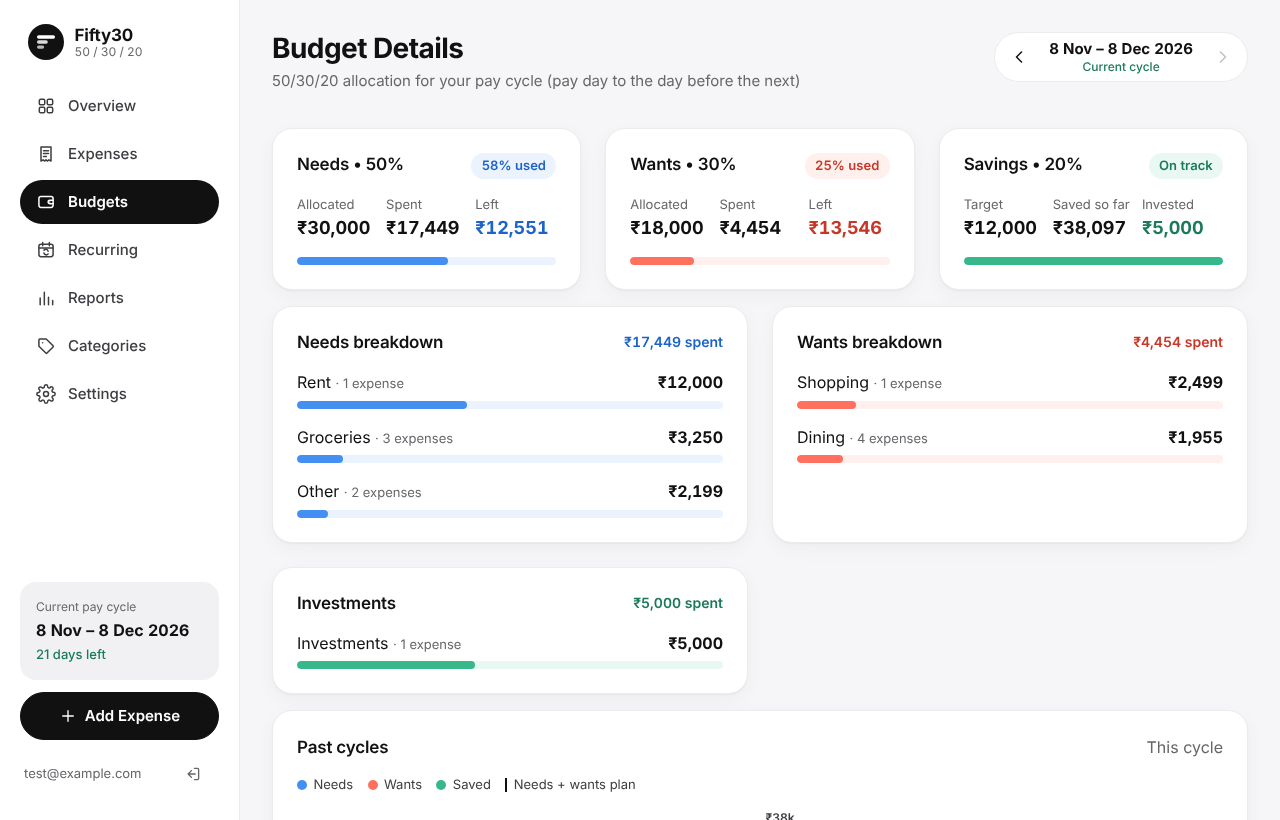 Fifty30
50 / 30 / 20
Overview
Expenses
Budgets
Recurring
Reports
Categories
Settings
Current pay cycle
8 Nov – 8 Dec 2026
21 days left
+ Add Expense
test@example.com
Budget Details
50/30/20 allocation for your pay cycle (pay day to the day before the next)
8 Nov – 8 Dec 2026
Current cycle
Needs • 50%
58% used
Allocated Spent Left
₹30,000 ₹17,449 ₹12,551
Wants • 30%
25% used
Allocated Spent Left
₹18,000 ₹4,454 ₹13,546
Savings • 20%
On track
Target Saved so far Invested
₹12,000 ₹38,097 ₹5,000
Needs breakdown ₹17,449 spent
Rent · 1 expense ₹12,000
Groceries · 3 expenses ₹3,250
Other · 2 expenses ₹2,199
Wants breakdown ₹4,454 spent
Shopping · 1 expense ₹2,499
Dining · 4 expenses ₹1,955
Investments ₹5,000 spent
Investments · 1 expense ₹5,000
Past cycles This cycle
Needs Wants Saved Needs + wants plan
₹38k